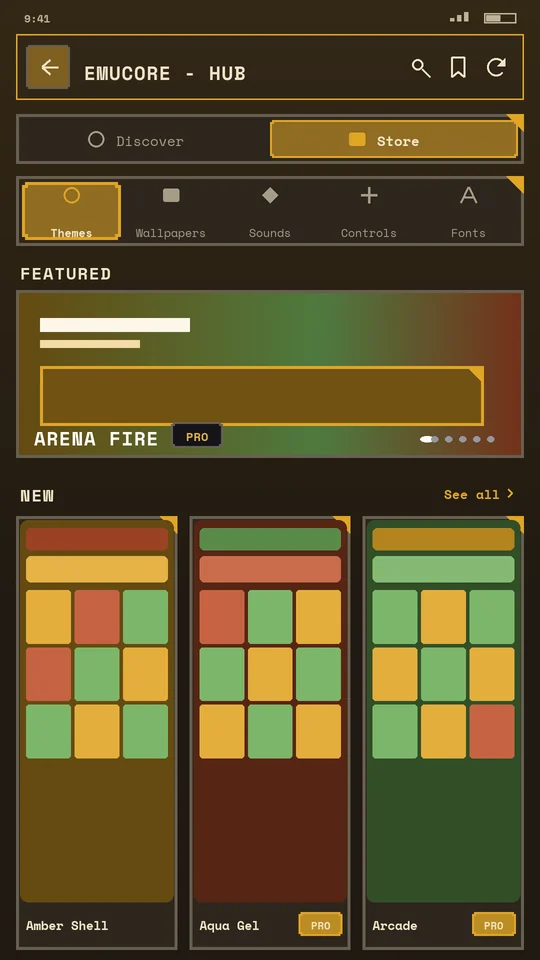 9:41
EMUCORE - HUB
Discover
Store
Themes
Wallpapers
Sounds
Controls
Fonts
FEATURED
ARENA FIRE
PRO
NEW
See all
Amber Shell
Aqua Gel
PRO
Arcade
PRO